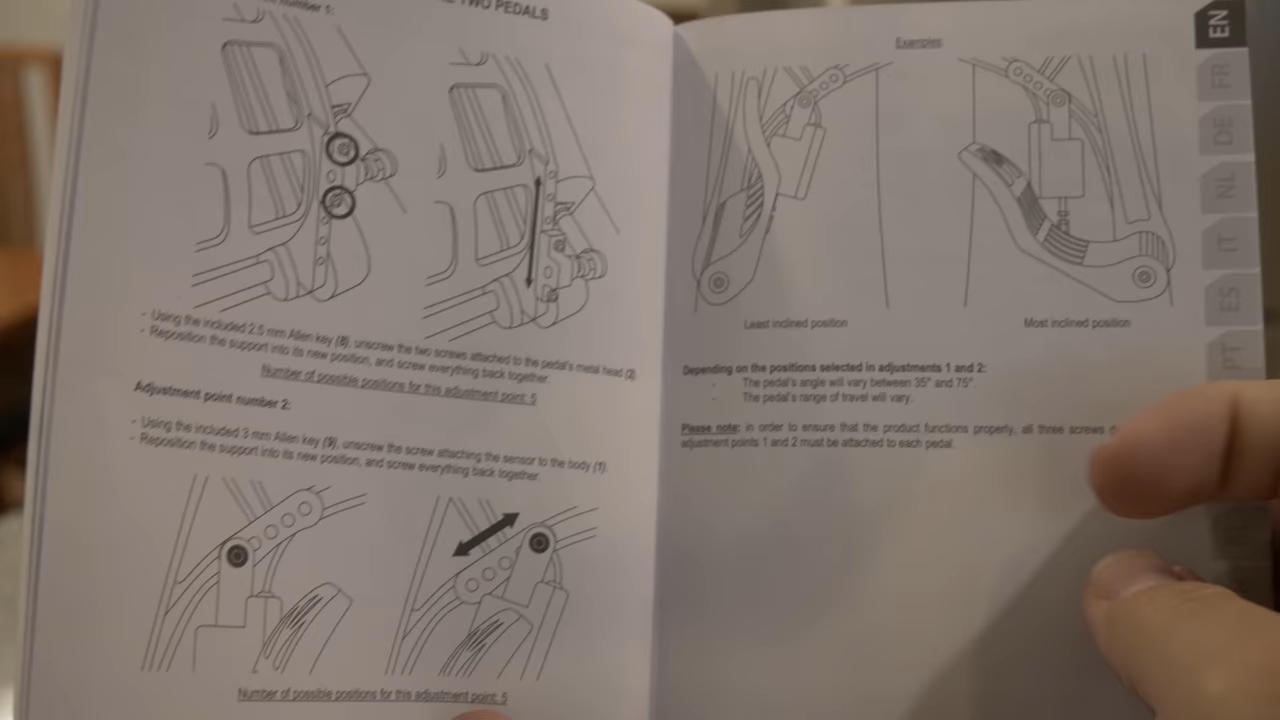 number 1:
TWO PEDALS
- Using the included 2.5 mm Allen key (8), unscrew the two screws attached to the pedal's metal head (2).
- Reposition the support into its new position, and screw everything back together.
Number of possible positions for this adjustment point: 5
Adjustment point number 2:
- Using the included 3 mm Allen key (9), unscrew the screw attaching the sensor to the body (1).
- Reposition the support into its new position, and screw everything back together.
Number of possible positions for this adjustment point: 5
Examples
Least inclined position
Most inclined position
Depending on the positions selected in adjustments 1 and 2:
- The pedal's angle will vary between 35° and 75°.
- The pedal's range of travel will vary.
Please note: in order to ensure that the product functions properly, all three screws
adjustment points 1 and 2 must be attached to each pedal.
EN
FR
DE
NL
IT
ES
PT